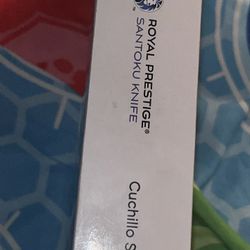 ROYAL PRESTIGE®
SANTOKU KNIFE
Cuchillo S